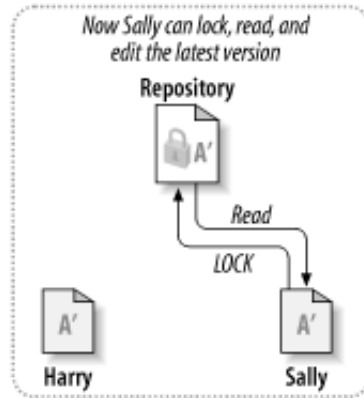 Now Sally can lock, read, and
edit the latest version
Repository
A′
Read
LOCK
A′
A′
Harry
Sally